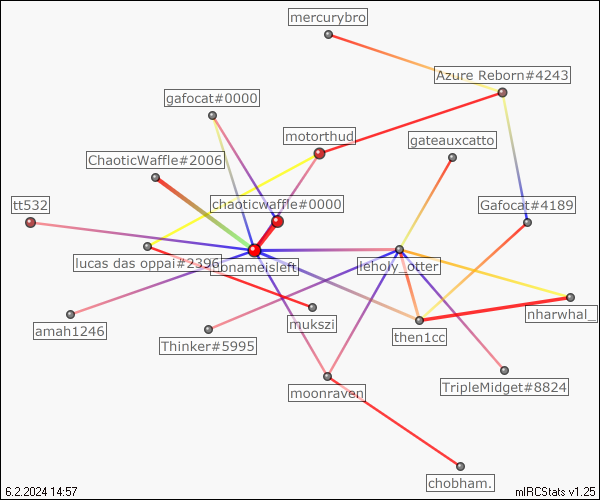 mercurybro
Azure Reborn#4243
gafocat#0000
motorthud
gateauxcatto
ChaoticWaffle#2006
tt532
chaoticwaffle#0000
Gafocat#4189
lucas das oppai#2396
onameisleft
leholy_otter
nharwhal_
amah1246
mukszi
Thinker#5995
then1cc
moonraven
TripleMidget#8824
chobham.
6.2.2024 14:57
mIRCStats v1.25